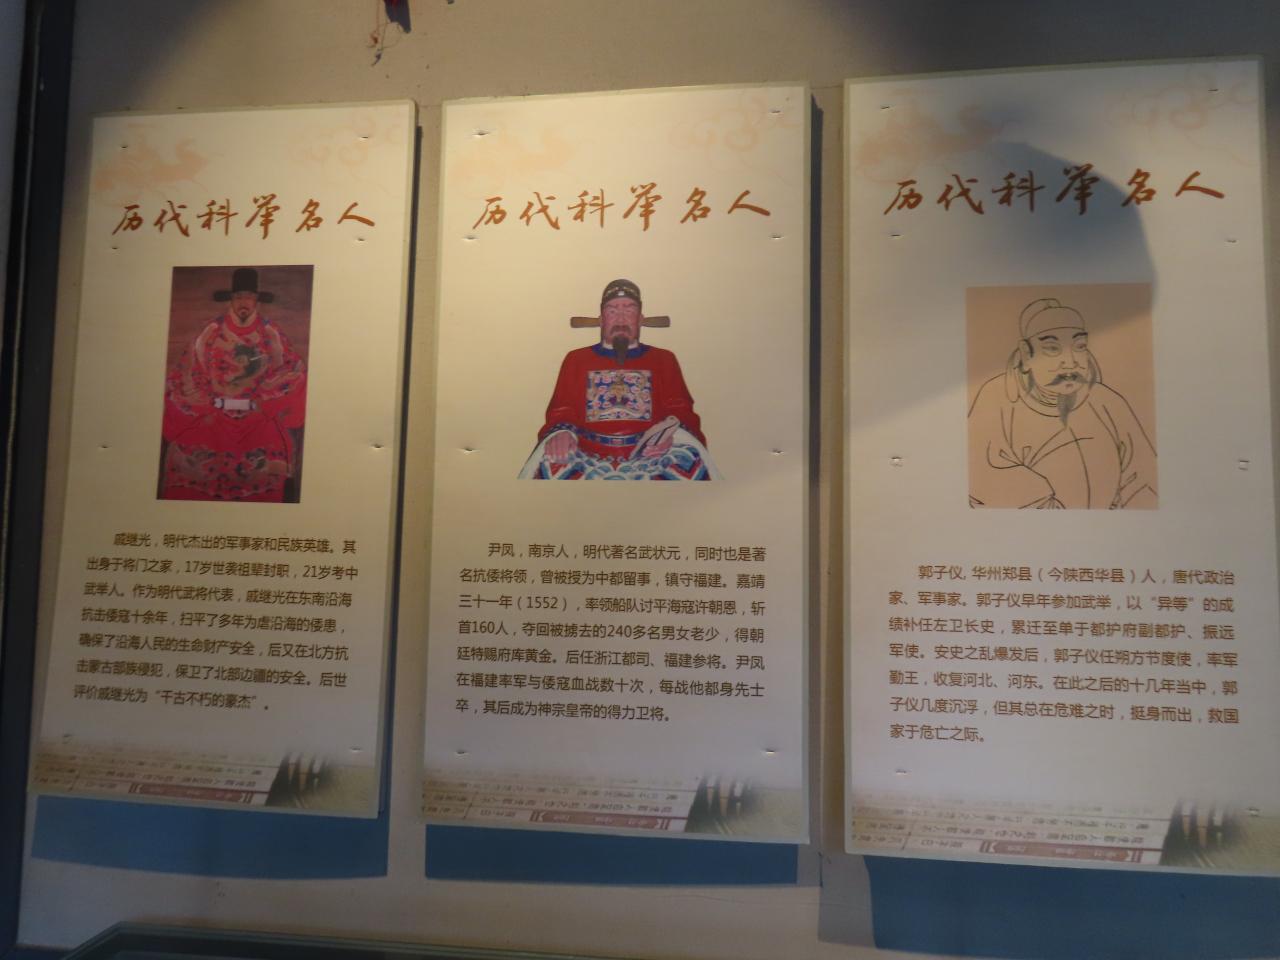 历代科举名人
戚继光，明代杰出的军事家和民族英雄。其
出身于将门之家，17岁世袭祖辈封职，21岁考中
武举人。作为明代武将代表，戚继光在东南沿海
抗击倭寇十余年，扫平了多年为虐沿海的倭患，
确保了沿海人民的生命财产安全，后又在北方抗
击蒙古部族侵犯，保卫了北部边疆的安全。后世
评价戚继光为“千古不朽的豪杰”。
历代科举名人
尹凤，南京人，明代著名武状元，同时也是著
名抗倭将领，曾被授为中都留事，镇守福建。嘉靖
三十一年（1552），率领船队讨平海寇许朝恩，斩
首160人，夺回被掳去的240多名男女老少，得朝
廷特赐府库黄金。后任浙江都司、福建参将。尹凤
在福建率军与倭寇血战数十次，每战他都身先士
卒，其后成为神宗皇帝的得力卫将。
历代科举名人
郭子仪, 华州郑县（今陕西华县）人，唐代政治
家、军事家。郭子仪早年参加武举，以“异等”的成
绩补任左卫长史，累迁至单于都护府副都护、振远
军使。安史之乱爆发后，郭子仪任朔方节度使，率军
勤王，收复河北、河东。在此之后的十几年当中，郭
子仪几度沉浮，但其总在危难之时，挺身而出，救国
家于危亡之际。